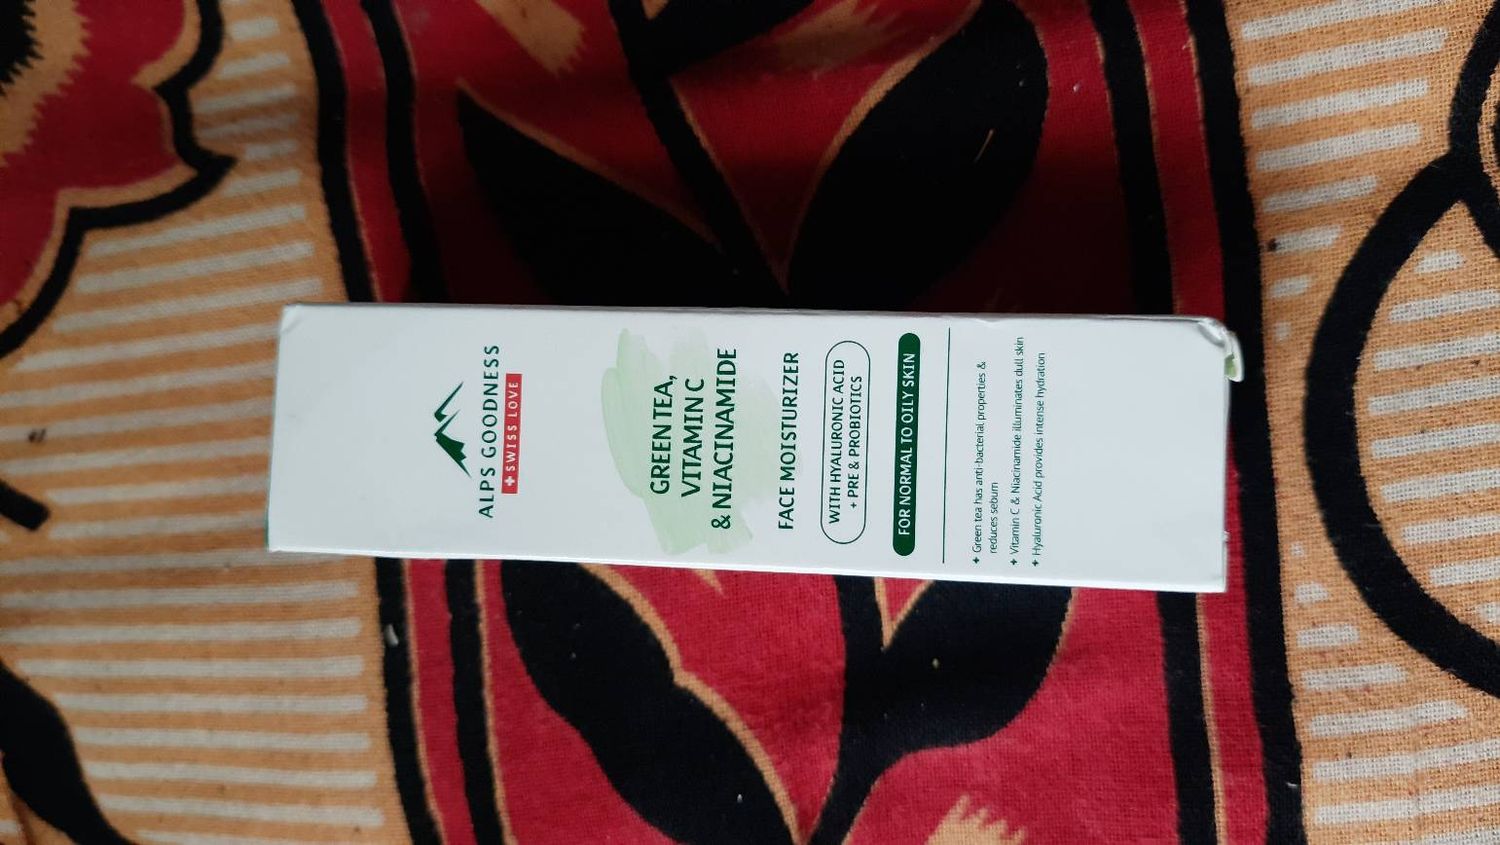 ALPS GOODNESS
+ SWISS LOVE
GREEN TEA,
VITAMIN C
& NIACINAMIDE
FACE MOISTURIZER
WITH HYALURONIC ACID
+ PRE & PROBIOTICS
FOR NORMAL TO OILY SKIN
+ Green tea has anti-bacterial properties &
reduces sebum
+ Vitamin C & Niacinamide illuminates dull skin
+ Hyaluronic Acid provides intense hydration